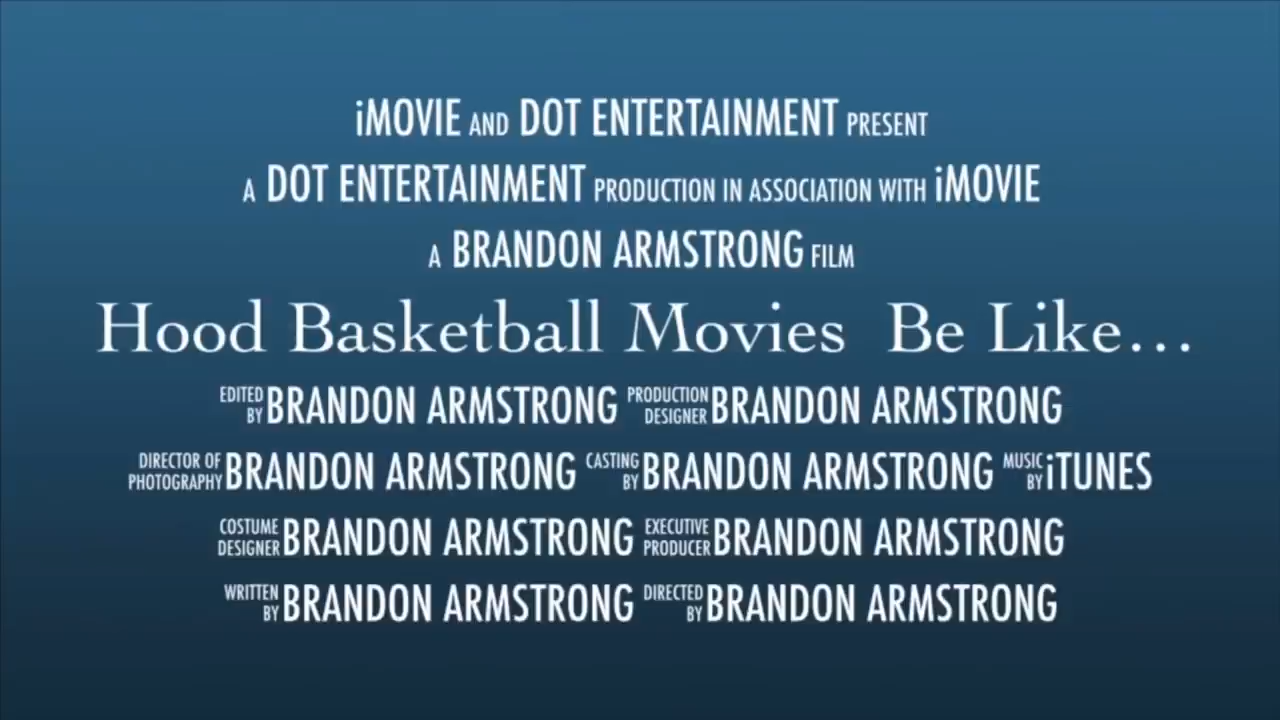 iMOVIE AND DOT ENTERTAINMENT PRESENT
A DOT ENTERTAINMENT PRODUCTION IN ASSOCIATION WITH iMOVIE
A BRANDON ARMSTRONG FILM
Hood Basketball Movies Be Like...
EDITED BY BRANDON ARMSTRONG PRODUCTION DESIGNER BRANDON ARMSTRONG
DIRECTOR OF PHOTOGRAPHY BRANDON ARMSTRONG CASTING BY BRANDON ARMSTRONG MUSIC BY iTUNES
COSTUME DESIGNER BRANDON ARMSTRONG EXECUTIVE PRODUCER BRANDON ARMSTRONG
WRITTEN BY BRANDON ARMSTRONG DIRECTED BY BRANDON ARMSTRONG